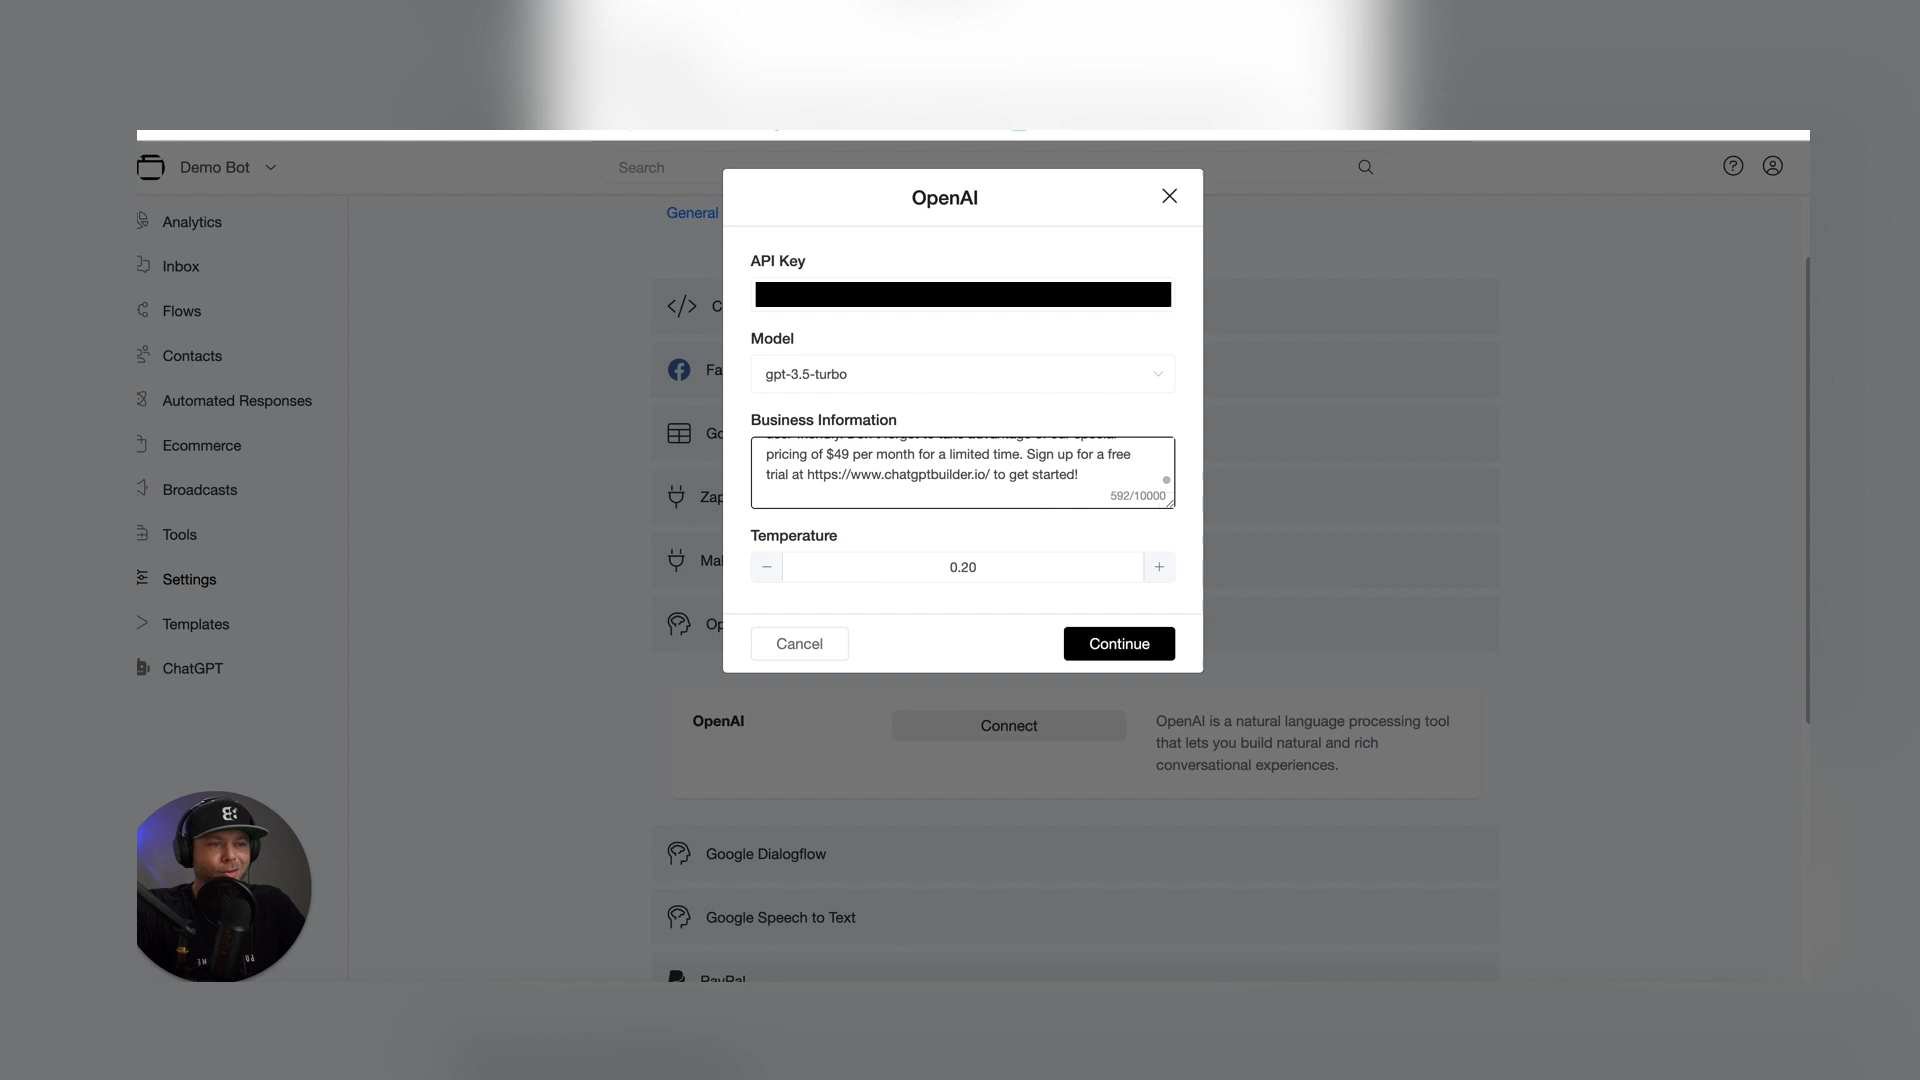 Demo Bot
Search
OpenAI
Analytics
Inbox
Flows
Contacts
Automated Responses
Ecommerce
Broadcasts
Tools
Settings
Templates
ChatGPT
General
API Key
Model
gpt-3.5-turbo
Business Information
pricing of $49 per month for a limited time. Sign up for a free
trial at https://www.chatgptbuilder.io/ to get started!
592/10000
Temperature
0.20
Cancel
Continue
OpenAI
Connect
OpenAI is a natural language processing tool
that lets you build natural and rich
conversational experiences.
Google Dialogflow
Google Speech to Text
PayPal